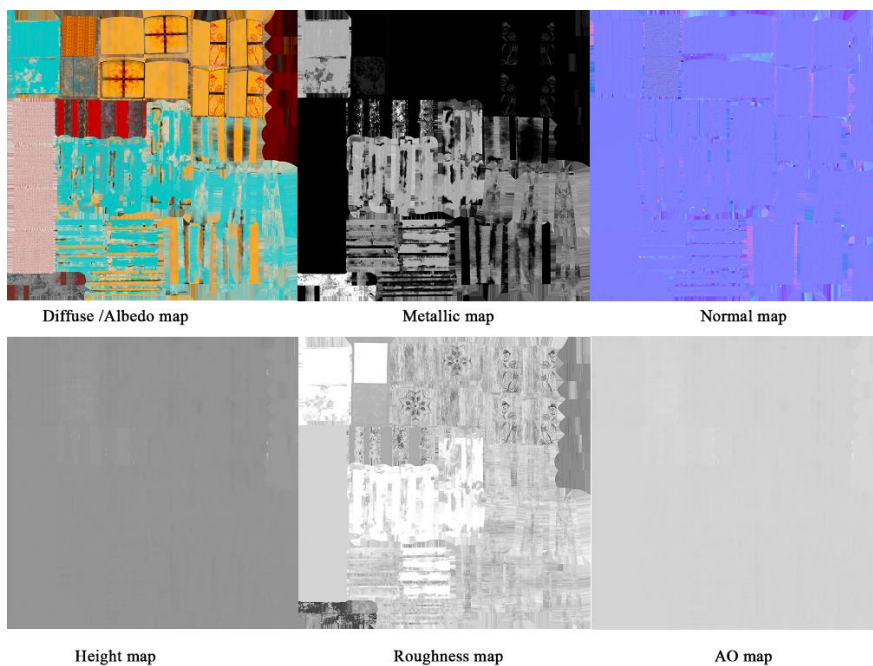 Diffuse /Albedo map
Metallic map
Normal map
Height map
Roughness map
AO map